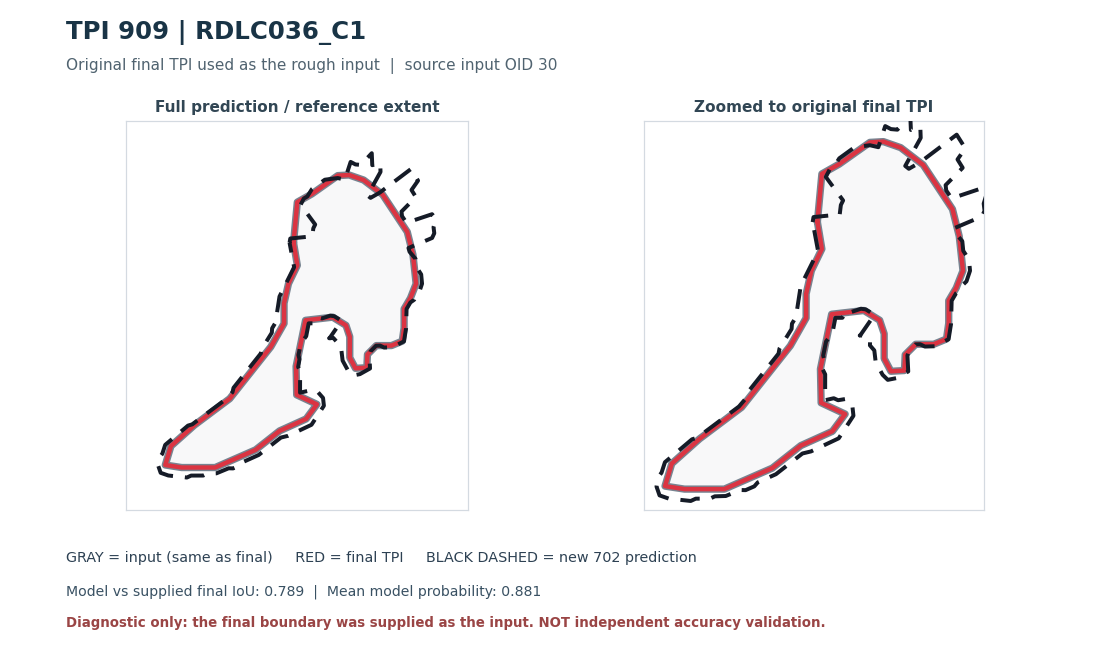 TPI 909 | RDLC036_C1
Original final TPI used as the rough input | source input OID 30
Full prediction / reference extent
Zoomed to original final TPI
GRAY = input (same as final) RED = final TPI BLACK DASHED = new 702 prediction
Model vs supplied final IoU: 0.789 | Mean model probability: 0.881
Diagnostic only: the final boundary was supplied as the input. NOT independent accuracy validation.